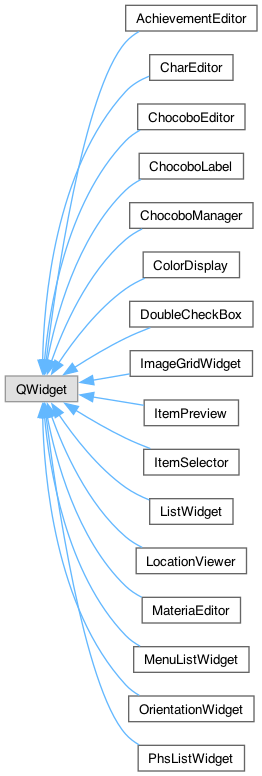 AchievementEditor
CharEditor
ChocoboEditor
ChocoboLabel
ChocoboManager
ColorDisplay
DoubleCheckBox
ImageGridWidget
QWidget
ItemPreview
ItemSelector
ListWidget
LocationViewer
MateriaEditor
MenuListWidget
OrientationWidget
PhsListWidget